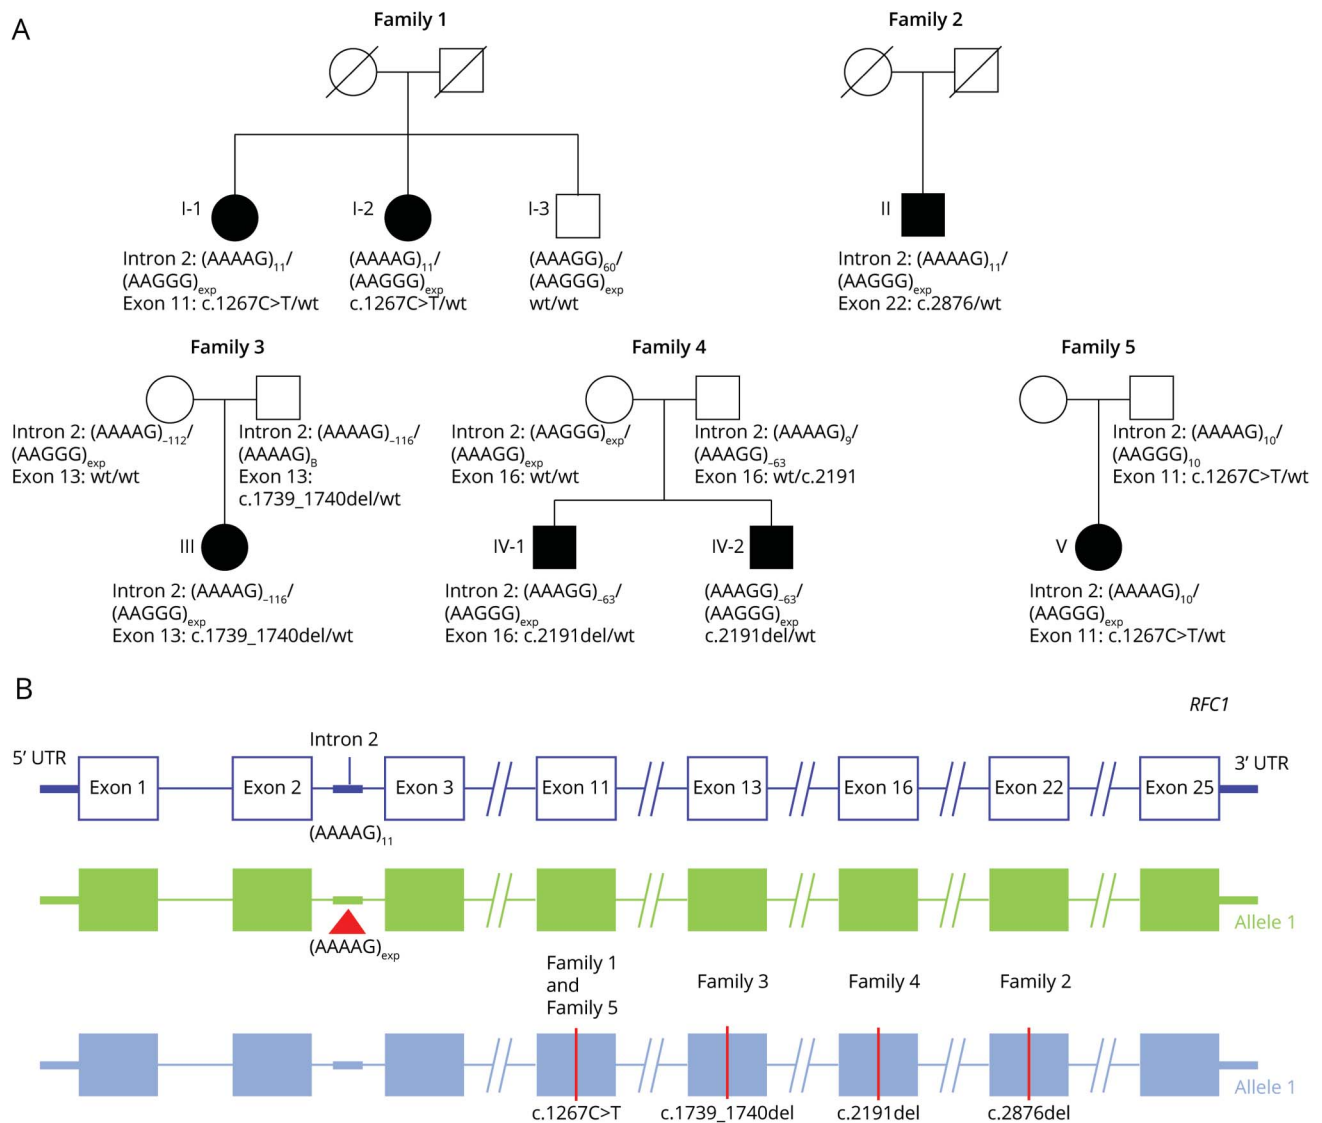 A
Family 1
Family 2
I-1
I-2
I-3
II
Intron 2: (AAAAG)11/
(AAGGG)exp
Exon 11: c.1267C>T/wt
(AAAAG)11/
(AAGGG)exp
c.1267C>T/wt
(AAAGG)60/
(AAGGG)exp
wt/wt
Intron 2: (AAAAG)11/
(AAGGG)exp
Exon 22: c.2876/wt
Family 3
Family 4
Family 5
Intron 2: (AAAAG)~112/
(AAGGG)exp
Exon 13: wt/wt
Intron 2: (AAAAG)~116/
(AAAAG)B
Exon 13:
c.1739_1740del/wt
Intron 2: (AAGGG)exp/
(AAAGG)exp
Exon 16: wt/wt
Intron 2: (AAAAG)9/
(AAAGG)~63
Exon 16: wt/c.2191
Intron 2: (AAAAG)10/
(AAGGG)10
Exon 11: c.1267C>T/wt
III
IV-1
IV-2
V
Intron 2: (AAAAG)~116/
(AAGGG)exp
Exon 13: c.1739_1740del/wt
Intron 2: (AAAGG)~63/
(AAGGG)exp
Exon 16: c.2191del/wt
(AAAGG)~63/
(AAGGG)exp
c.2191del/wt
Intron 2: (AAAAG)10/
(AAGGG)exp
Exon 11: c.1267C>T/wt
B
RFC1
Intron 2
5’ UTR
Exon 1
Exon 2
Exon 3
Exon 11
Exon 13
Exon 16
Exon 22
Exon 25
3’ UTR
(AAAAG)11
Allele 1
(AAAAG)exp
Family 1
and
Family 5
Family 3
Family 4
Family 2
Allele 1
c.1267C>T
c.1739_1740del
c.2191del
c.2876del